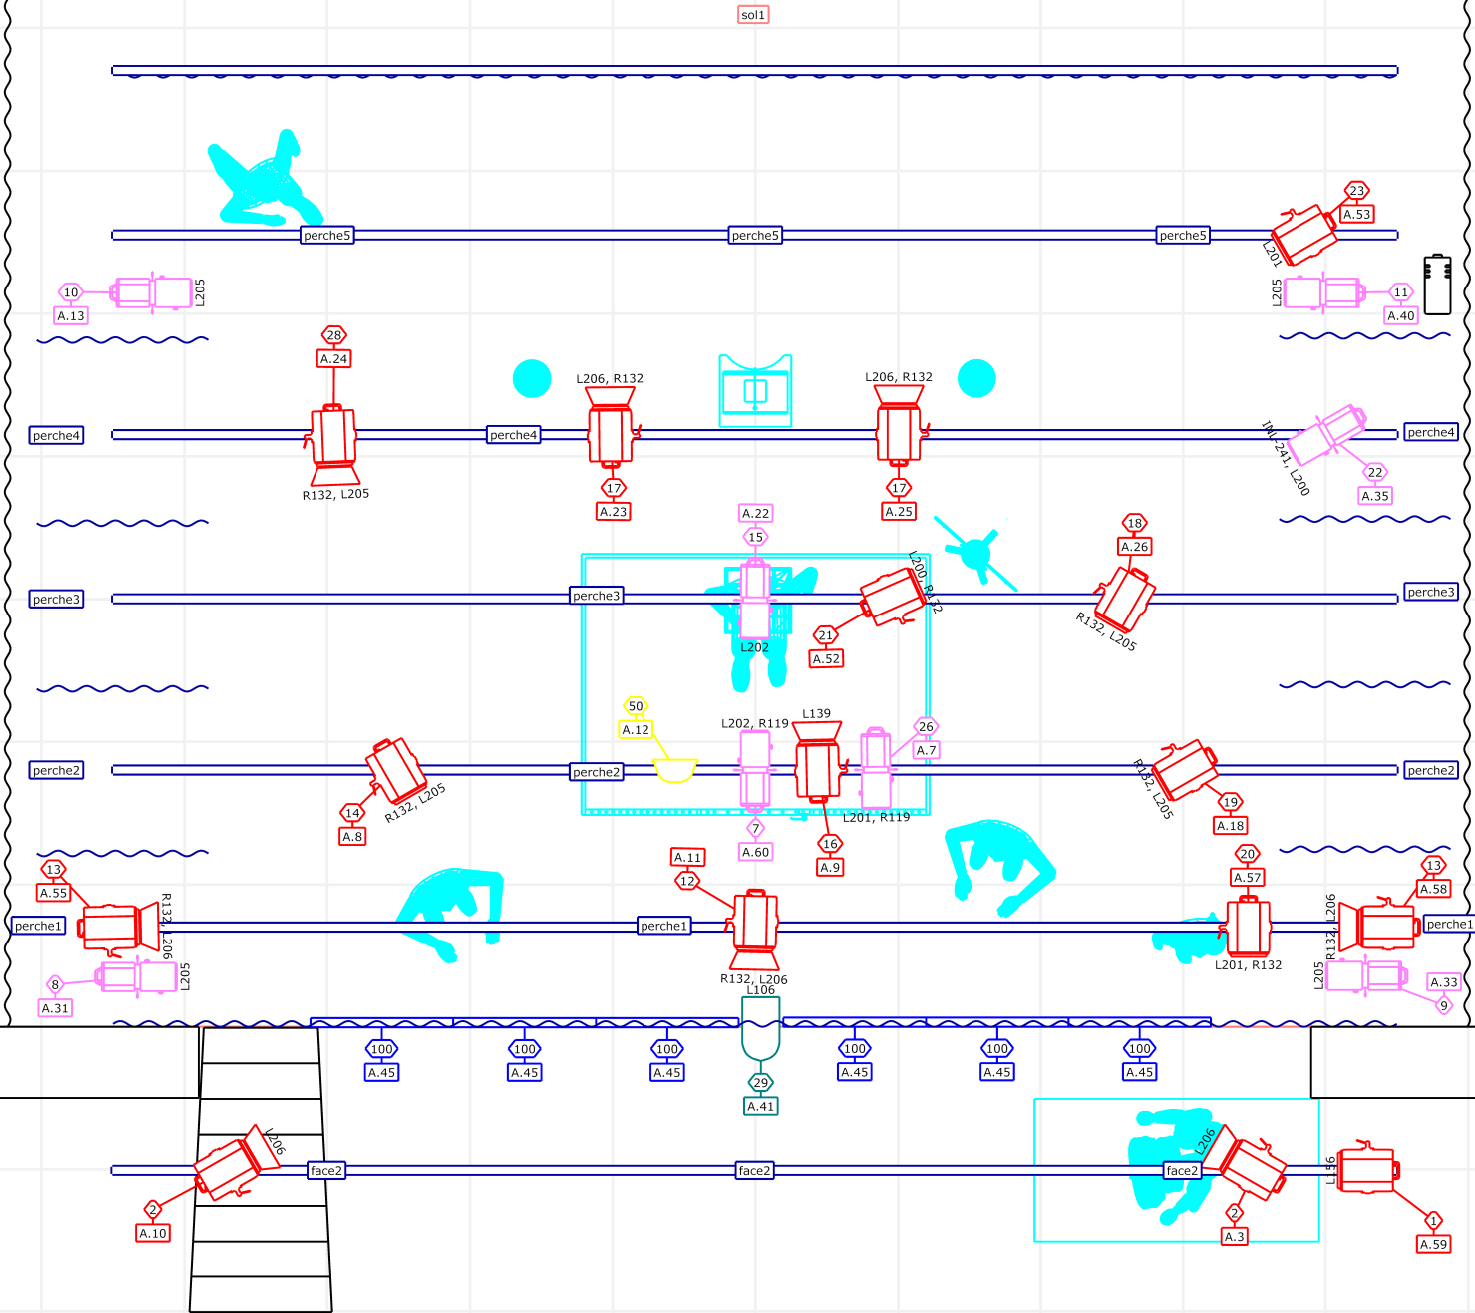 sol1
23
A.53
perche5
perche5
perche5
L201
10
A.13
L205
L205
11
A.40
28
A.24
R132, L205
L206, R132
17
A.23
L206, R132
17
A.25
perche4
perche4
perche4
INL-241, L200
22
A.35
A.22
15
L202
18
A.26
R132, L205
L200, R132
21
A.52
perche3
perche3
perche3
50
A.12
L202, R119
7
A.60
L139
16
A.9
26
A.7
L201, R119
perche2
perche2
perche2
14
A.8
R132, L205
R132, L205
19
A.18
13
A.55
R132, L206
A.11
12
R132, L206
20
A.57
L201, R132
13
A.58
R132, L206
perche1
perche1
perche1
8
A.31
L205
L205
A.33
9
L106
29
A.41
100
A.45
100
A.45
100
A.45
100
A.45
100
A.45
100
A.45
L206
2
A.10
face2
face2
face2
L206
2
A.3
L156
1
A.59